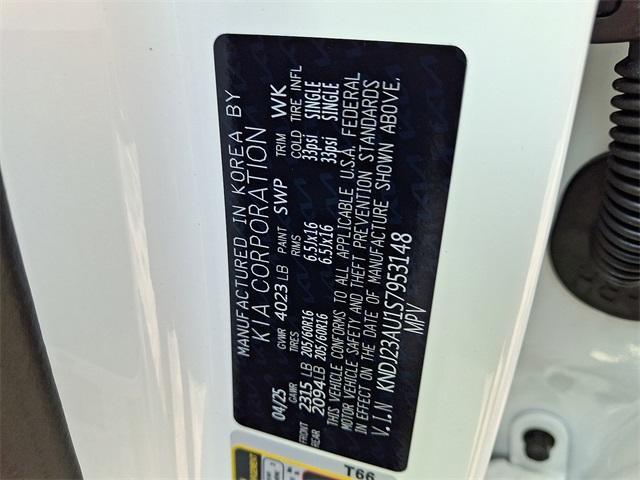 MANUFACTURED IN KOREA BY
KIA CORPORATION
04/25 GVWR 4023 LB PAINT SWP TRIM WK
GAWR TIRES RIMS COLD TIRE INFL
FRONT 2315 LB 205/60R16 6.5Jx16 33psi SINGLE
REAR 2094 LB 205/60R16 6.5Jx16 33psi SINGLE
THIS VEHICLE CONFORMS TO ALL APPLICABLE U.S.A. FEDERAL
MOTOR VEHICLE SAFETY AND THEFT PREVENTION STANDARDS
IN EFFECT ON THE DATE OF MANUFACTURE SHOWN ABOVE.
V.I.N KNDJ23AU1S7953148
MPV
T66